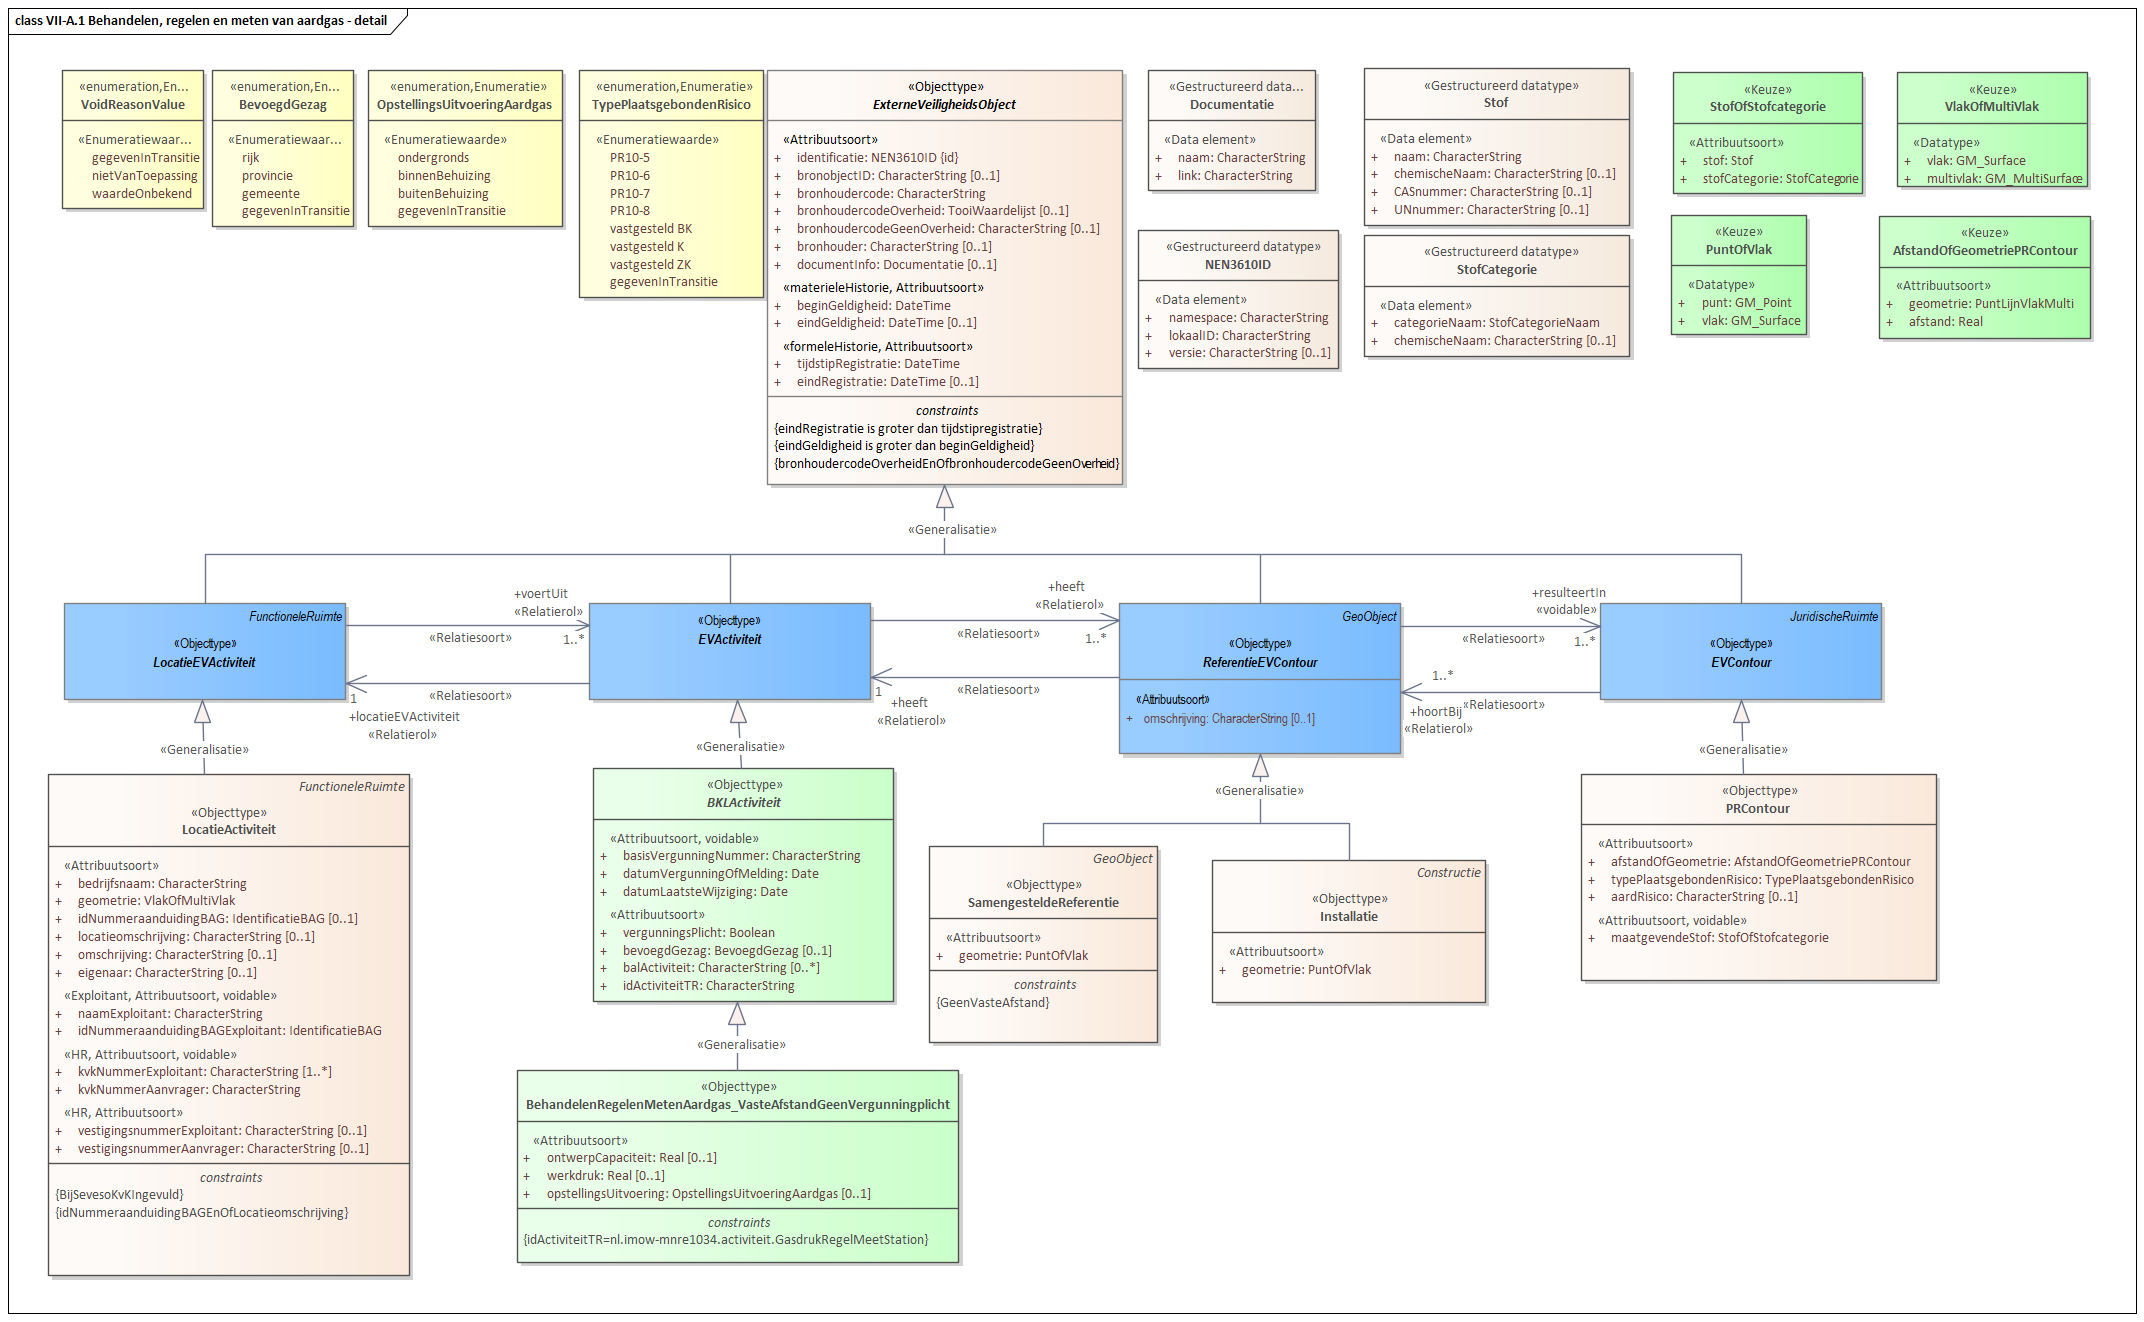 class VII-A.1 Behandelen, regelen en meten van aardgas - detail
«enumeration,En...
VoidReasonValue
«Enumeratiewaar...
gegevenInTransitie
nietVanToepassing
waardeOnbekend
«enumeration,En...
BevoegdGezag
«Enumeratiewaar...
rijk
provincie
gemeente
gegevenInTransitie
«enumeration,Enumeratie»
OpstellingsUitvoeringAardgas
«Enumeratiewaarde»
ondergronds
binnenBehuizing
buitenBehuizing
gegevenInTransitie
«enumeration,Enumeratie»
TypePlaatsgebondenRisico
«Enumeratiewaarde»
PR10-5
PR10-6
PR10-7
PR10-8
vastgesteld BK
vastgesteld K
vastgesteld ZK
gegevenInTransitie
«Objecttype»
ExterneVeiligheidsObject
«Attribuutsoort»
+ identificatie: NEN3610ID {id}
+ bronobjectID: CharacterString [0..1]
+ bronhoudercode: CharacterString
+ bronhoudercodeOverheid: TooiWaardelijst [0..1]
+ bronhoudercodeGeenOverheid: CharacterString [0..1]
+ bronhouder: CharacterString [0..1]
+ documentInfo: Documentatie [0..1]
«materieleHistorie, Attribuutsoort»
+ beginGeldigheid: DateTime
+ eindGeldigheid: DateTime [0..1]
«formeleHistorie, Attribuutsoort»
+ tijdstipRegistratie: DateTime
+ eindRegistratie: DateTime [0..1]
constraints
{eindRegistratie is groter dan tijdstipregistratie}
{eindGeldigheid is groter dan beginGeldigheid}
{bronhoudercodeOverheidEnOfbronhoudercodeGeenOverheid}
«Gestructureerd data...
Documentatie
«Data element»
+ naam: CharacterString
+ link: CharacterString
«Gestructureerd datatype»
NEN3610ID
«Data element»
+ namespace: CharacterString
+ lokaalID: CharacterString
+ versie: CharacterString [0..1]
«Gestructureerd datatype»
Stof
«Data element»
+ naam: CharacterString
+ chemischeNaam: CharacterString [0..1]
+ CASnummer: CharacterString [0..1]
+ UNnummer: CharacterString [0..1]
«Gestructureerd datatype»
StofCategorie
«Data element»
+ categorieNaam: StofCategorieNaam
+ chemischeNaam: CharacterString [0..1]
«Keuze»
StofOfStofcategorie
«Attribuutsoort»
+ stof: Stof
+ stofCategorie: StofCategorie
«Keuze»
VlakOfMultiVlak
«Datatype»
+ vlak: GM_Surface
+ multivlak: GM_MultiSurface
«Keuze»
PuntOfVlak
«Datatype»
+ punt: GM_Point
+ vlak: GM_Surface
«Keuze»
AfstandOfGeometriePRContour
«Attribuutsoort»
+ geometrie: PuntLijnVlakMulti
+ afstand: Real
«Generalisatie»
FunctioneleRuimte
«Objecttype»
LocatieEVActiviteit
+voertUit
«Relatierol»
«Relatiesoort»
1..*
«Relatiesoort»
1
+locatieEVActiviteit
«Relatierol»
«Objecttype»
EVActiviteit
+heeft
«Relatierol»
«Relatiesoort»
1..*
«Relatiesoort»
1
+heeft
«Relatierol»
GeoObject
«Objecttype»
ReferentieEVContour
«Attribuutsoort»
+ omschrijving: CharacterString [0..1]
+resulteertIn
«voidable»
«Relatiesoort»
1..*
1..*
«Relatiesoort»
+hoortBij
«Relatierol»
JuridischeRuimte
«Objecttype»
EVContour
«Generalisatie»
«Generalisatie»
«Generalisatie»
«Generalisatie»
FunctioneleRuimte
«Objecttype»
LocatieActiviteit
«Attribuutsoort»
+ bedrijfsnaam: CharacterString
+ geometrie: VlakOfMultiVlak
+ idNummeraanduidingBAG: IdentificatieBAG [0..1]
+ locatieomschrijving: CharacterString [0..1]
+ omschrijving: CharacterString [0..1]
+ eigenaar: CharacterString [0..1]
«Exploitant, Attribuutsoort, voidable»
+ naamExploitant: CharacterString
+ idNummeraanduidingBAGExploitant: IdentificatieBAG
«HR, Attribuutsoort, voidable»
+ kvkNummerExploitant: CharacterString [1..*]
+ kvkNummerAanvrager: CharacterString
«HR, Attribuutsoort»
+ vestigingsnummerExploitant: CharacterString [0..1]
+ vestigingsnummerAanvrager: CharacterString [0..1]
constraints
{BijSevesoKvKIngevuld}
{idNummeraanduidingBAGEnOfLocatieomschrijving}
«Objecttype»
BKLActiviteit
«Attribuutsoort, voidable»
+ basisVergunningNummer: CharacterString
+ datumVergunningOfMelding: Date
+ datumLaatsteWijziging: Date
«Attribuutsoort»
+ vergunningsPlicht: Boolean
+ bevoegdGezag: BevoegdGezag [0..1]
+ balActiviteit: CharacterString [0..*]
+ idActiviteitTR: CharacterString
«Generalisatie»
«Objecttype»
BehandelenRegelenMetenAardgas_VasteAfstandGeenVergunningplicht
«Attribuutsoort»
+ ontwerpCapaciteit: Real [0..1]
+ werkdruk: Real [0..1]
+ opstellingsUitvoering: OpstellingsUitvoeringAardgas [0..1]
constraints
{idActiviteitTR=nl.imow-mnre1034.activiteit.GasdrukRegelMeetStation}
GeoObject
«Objecttype»
SamengesteldeReferentie
«Attribuutsoort»
+ geometrie: PuntOfVlak
constraints
{GeenVasteAfstand}
Constructie
«Objecttype»
Installatie
«Attribuutsoort»
+ geometrie: PuntOfVlak
«Objecttype»
PRContour
«Attribuutsoort»
+ afstandOfGeometrie: AfstandOfGeometriePRContour
+ typePlaatsgebondenRisico: TypePlaatsgebondenRisico
+ aardRisico: CharacterString [0..1]
«Attribuutsoort, voidable»
+ maatgevendeStof: StofOfStofcategorie